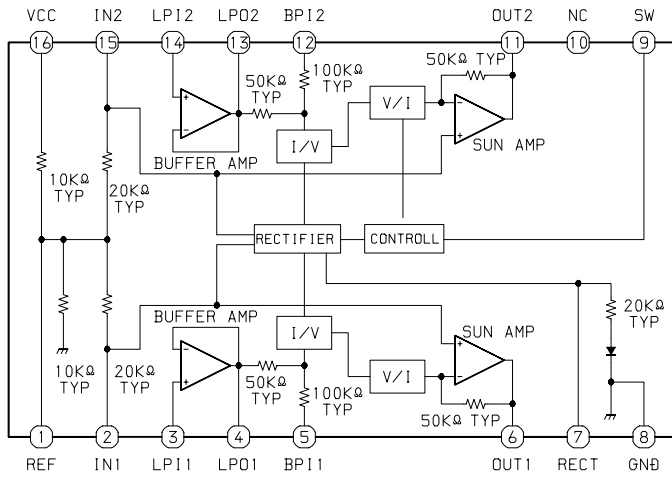 VCC IN2 LPI2 LPO2 BPI2 OUT2 NC SW
16 15 14 13 12 11 10 9
50KΩ
TYP
100KΩ
TYP
50KΩ TYP
V/I
I/V
SUN AMP
BUFFER AMP
10KΩ
TYP
20KΩ
TYP
RECTIFIER
CONTROLL
BUFFER AMP
I/V
SUN AMP
20KΩ
TYP
10KΩ
TYP
20KΩ
TYP
50KΩ
TYP
100KΩ
TYP
V/I
50KΩ TYP
1 2 3 4 5 6 7 8
REF IN1 LPI1 LPO1 BPI1 OUT1 RECT GND